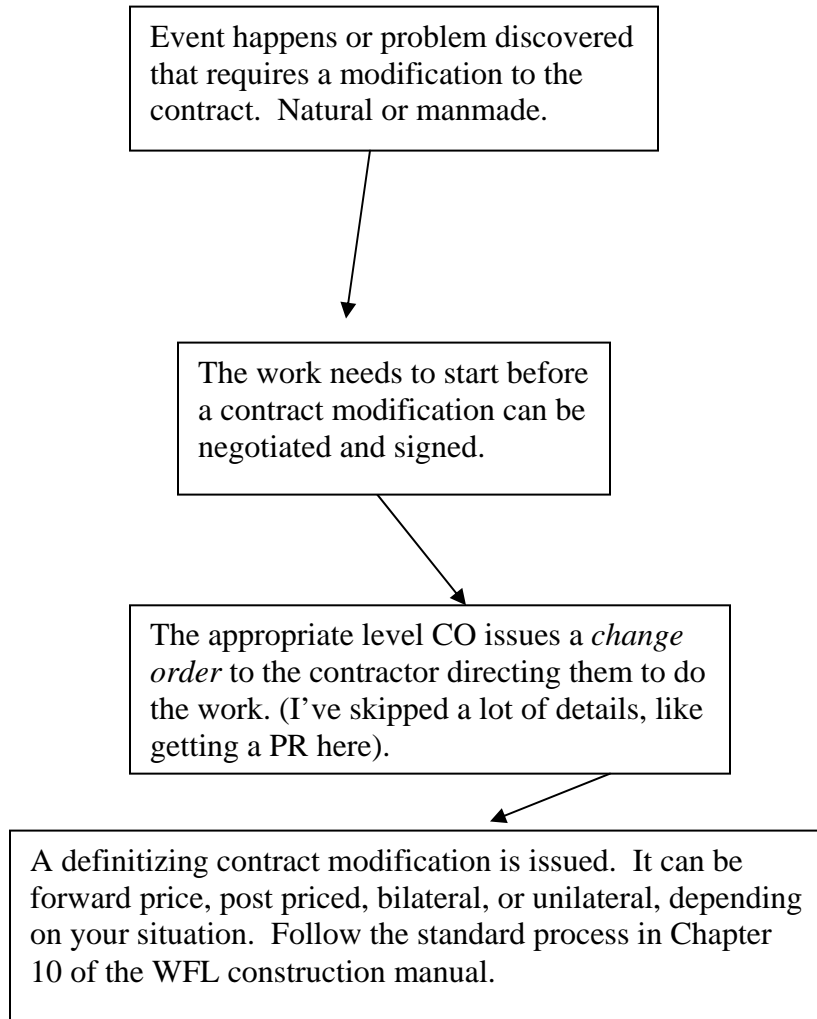 Event happens or problem discovered
that requires a modification to the
contract.  Natural or manmade.
The work needs to start before
a contract modification can be
negotiated and signed.
The appropriate level CO issues a change
order to the contractor directing them to do
the work. (I've skipped a lot of details, like
getting a PR here).
A definitizing contract modification is issued.  It can be
forward price, post priced, bilateral, or unilateral, depending
on your situation.  Follow the standard process in Chapter
10 of the WFL construction manual.